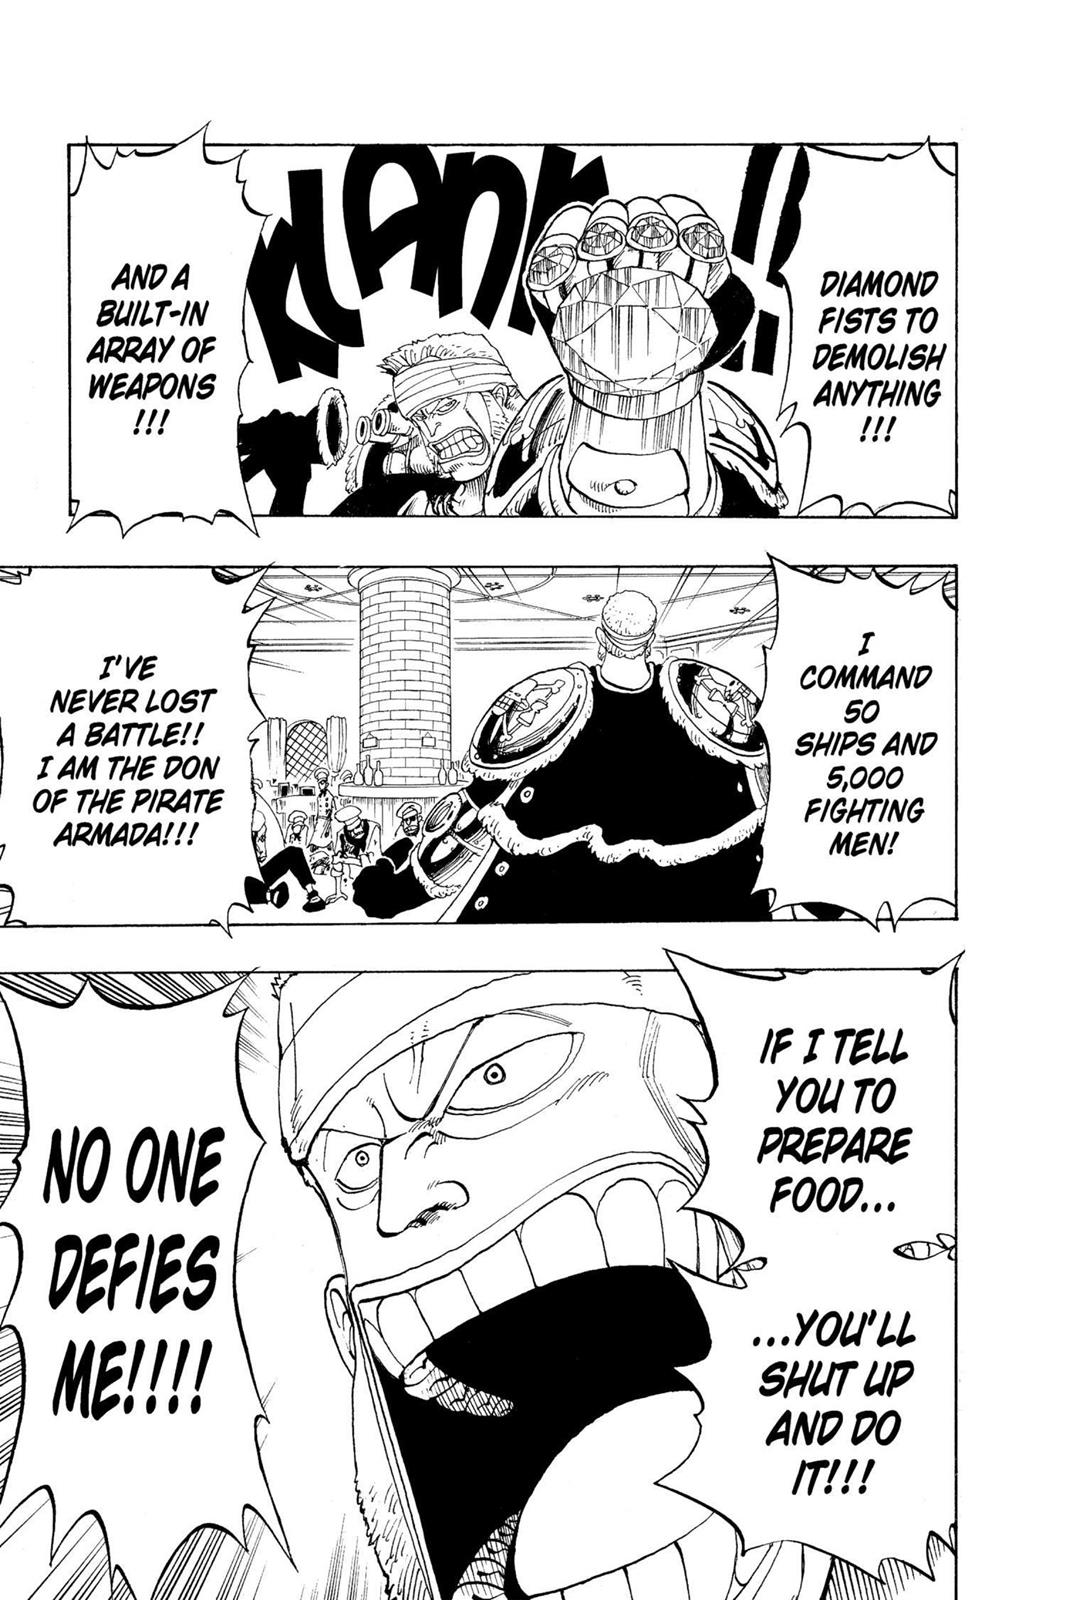 DIAMOND
FISTS TO
DEMOLISH
ANYTHING
!!!
KLANK!!
AND A
BUILT-IN
ARRAY OF
WEAPONS
!!!
I
COMMAND
50
SHIPS AND
5,000
FIGHTING
MEN!
I'VE
NEVER LOST
A BATTLE!!
I AM THE DON
OF THE PIRATE
ARMADA!!!
IF I TELL
YOU TO
PREPARE
FOOD...
...YOU'LL
SHUT UP
AND DO
IT!!!
NO ONE
DEFIES
ME!!!!